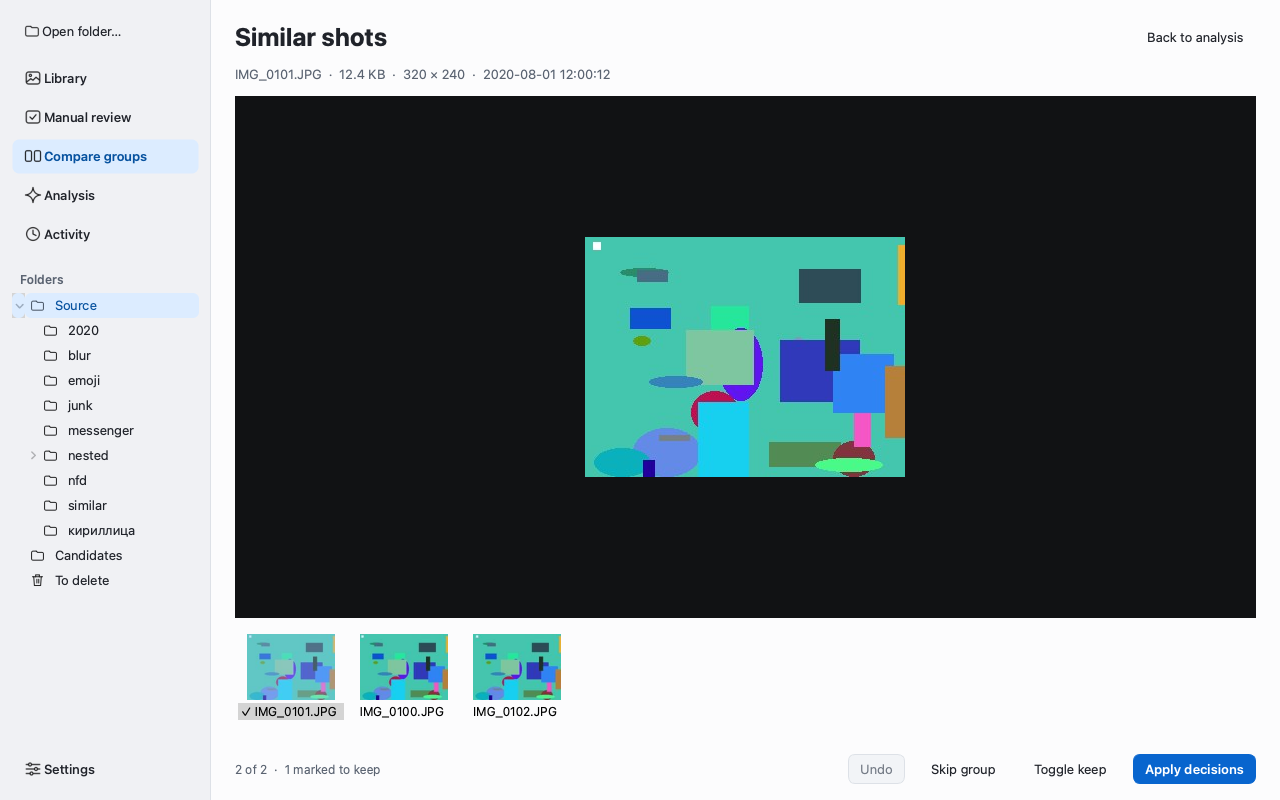 Open folder...
Library
Manual review
Compare groups
Analysis
Activity
Folders
Source
2020
blur
emoji
junk
messenger
nested
nfd
similar
кириллица
Candidates
To delete
Settings
Similar shots
Back to analysis
IMG_0101.JPG · 12.4 KB · 320 × 240 · 2020-08-01 12:00:12
✓ IMG_0101.JPG
IMG_0100.JPG
IMG_0102.JPG
2 of 2 · 1 marked to keep
Undo
Skip group
Toggle keep
Apply decisions